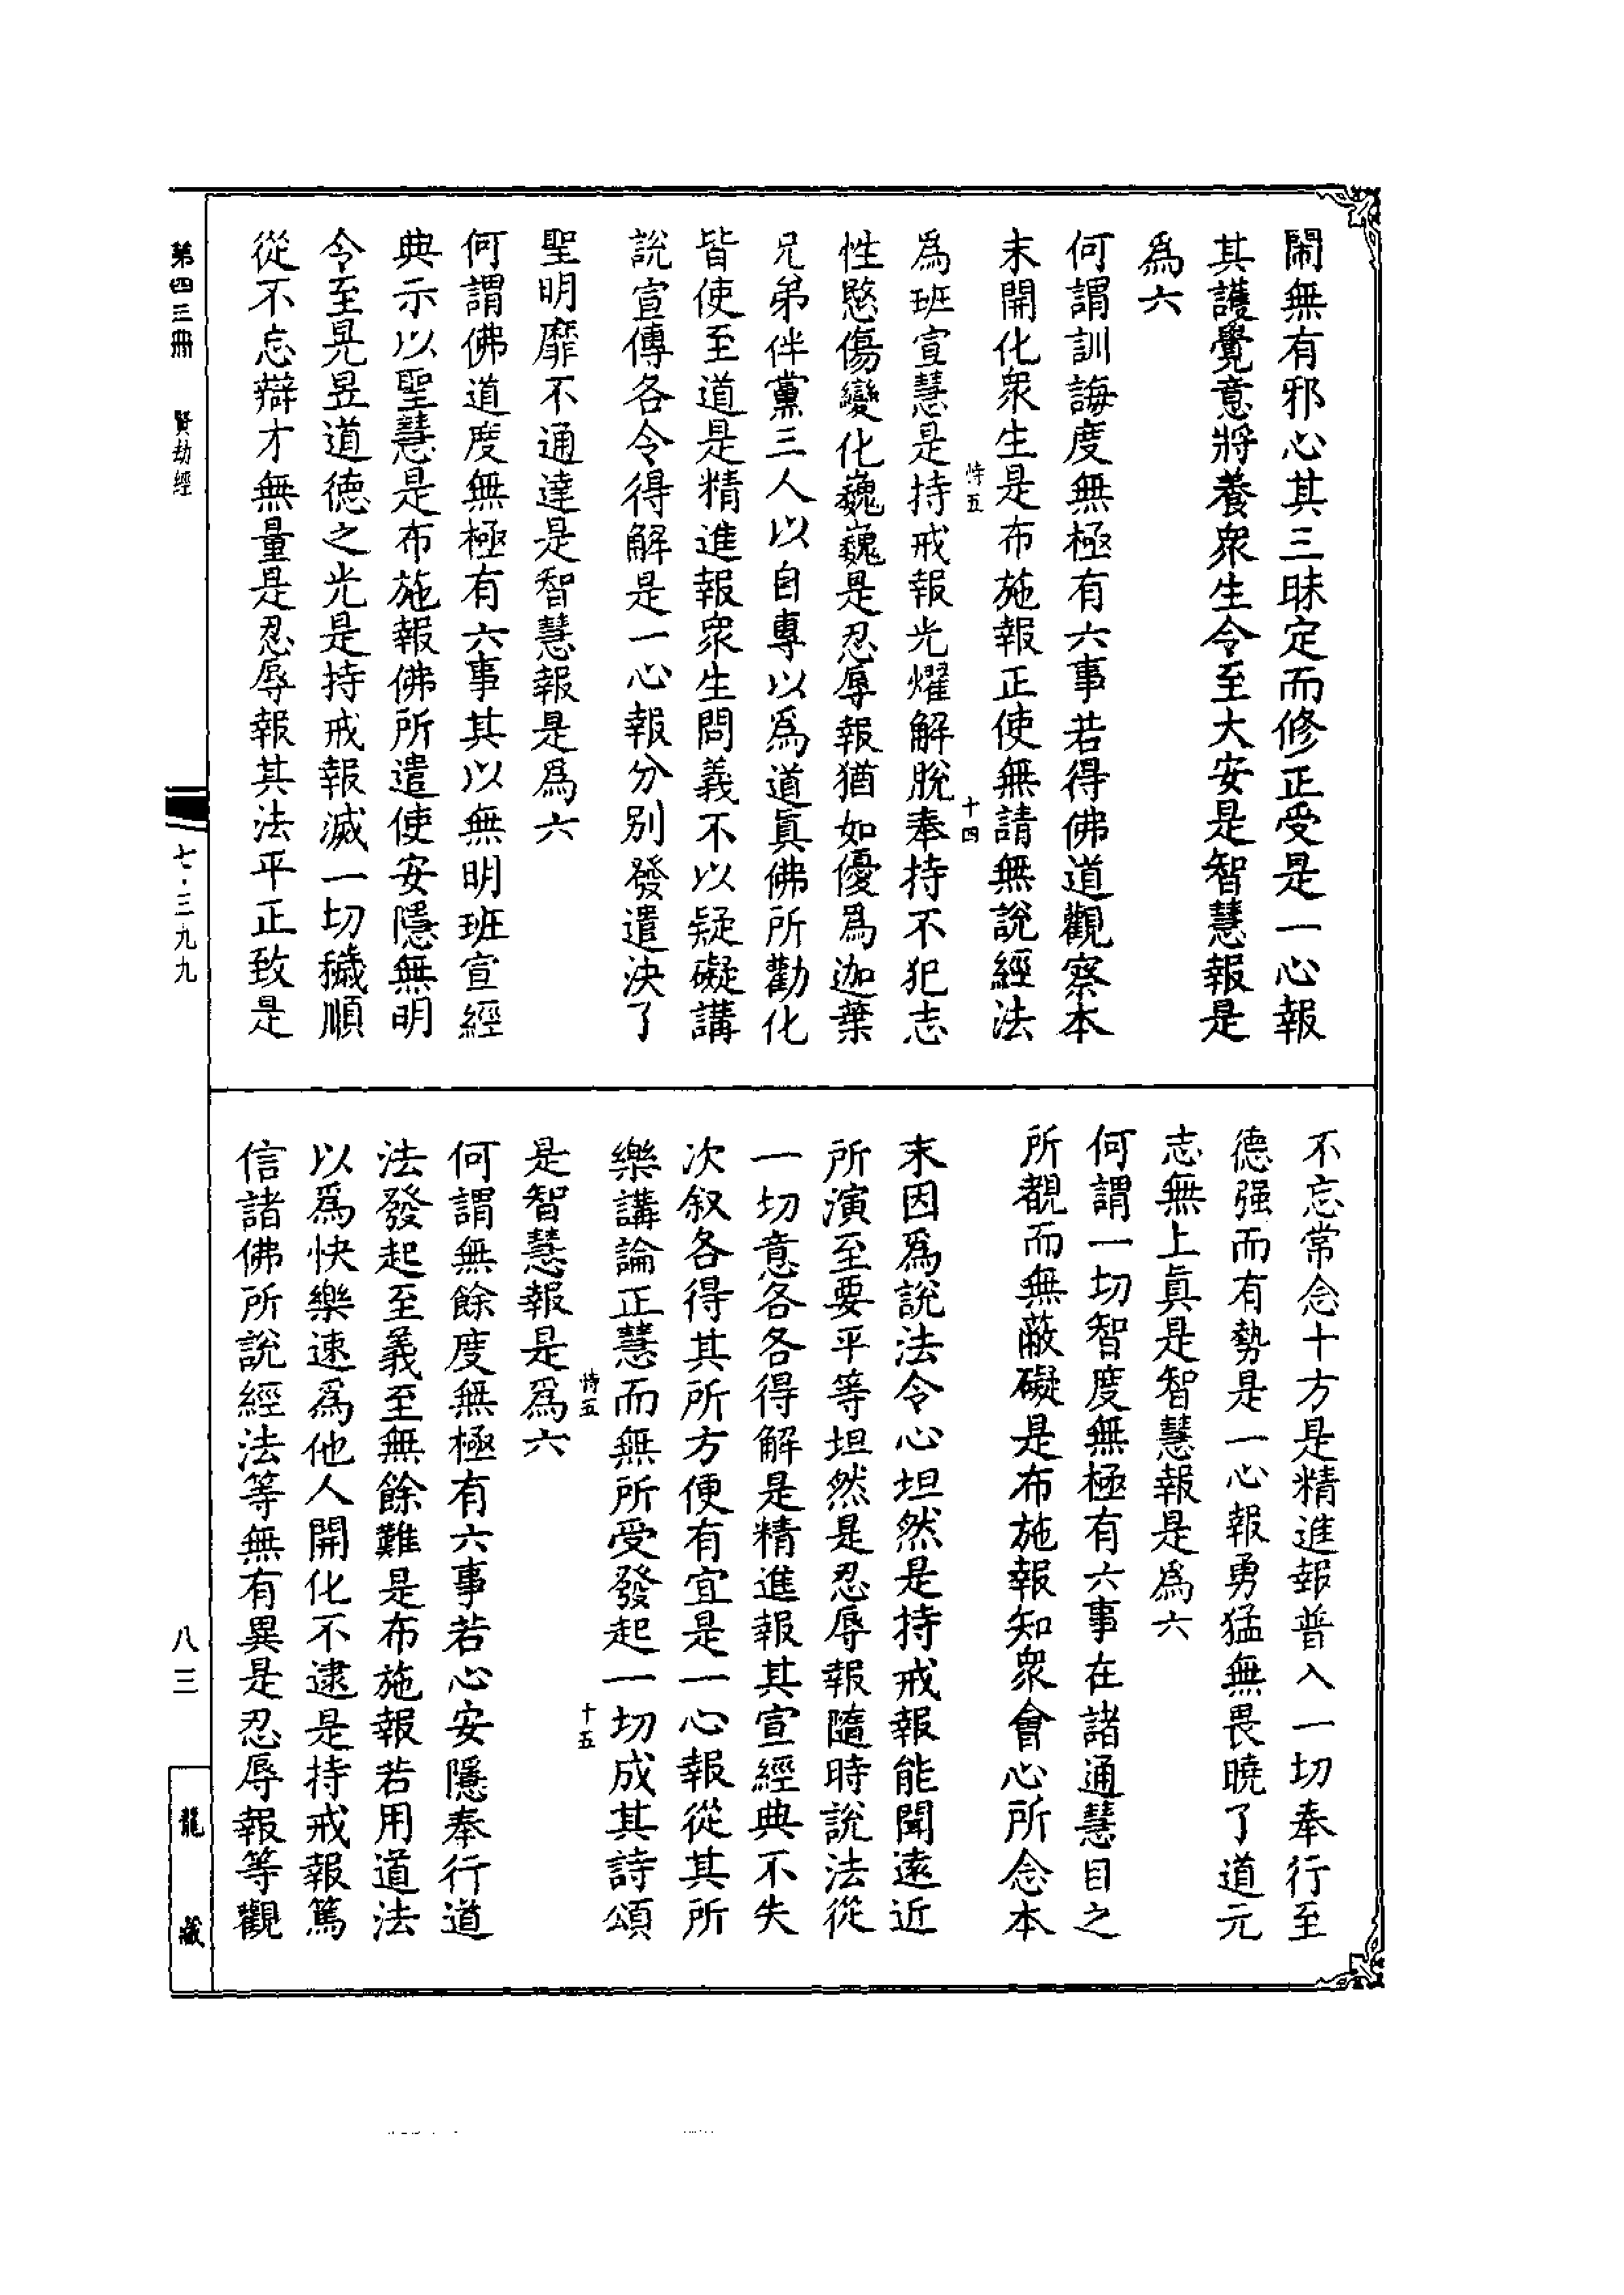 閙無有邪心其三昧定而修正受是一心報
其護覺意將養衆生令至大安是智慧報是
爲六
何謂訓誨度無極有六事若得佛道觀察本
末開化衆生是布施報正使無請無說經法
恃五
十四
爲班宣慧是持戒報光耀解脫奉持不犯志
性愍傷變化巍巍是忍辱報猶如優爲迦葉
兄弟伴黨三人以自專以爲道眞佛所勸化
皆使至道是精進報衆生問義不以疑礙講
說宣傳各令得解是一心報分别發遣決了
聖明靡不通達是智慧報是爲六
何謂佛道度無極有六事其以無明班宣經
典示以聖慧是布施報佛所遣使安隱無明
令至晃昱道德之光是持戒報滅一切穢順
從不忘辯才無量是忍辱報其法平正致是
不忘常念十方是精進報普入一切奉行至
德强而有勢是一心報勇猛無畏曉了道元
志無上眞是智慧報是爲六
何謂一切智度無極有六事在諸通慧目之
所覩而無蔽礙是布施報知衆會心所念本
末因爲說法令心坦然是持戒報能聞遠近
所演至要平等坦然是忍辱報隨時說法從
一切意各各得解是精進報其宣經典不失
次叙各得其所方便有宜是一心報從其所
樂講論正慧而無所受發起一切成其詩頌
恃五
十五
是智慧報是爲六
何謂無餘度無極有六事若心安隱奉行道
法發起至義至無餘難是布施報若用道法
以爲快樂速爲他人開化不逮是持戒報篤
信諸佛所說經法等無有異是忍辱報等觀
第四三冊
賢劫經
七·三九九
八三
龍藏